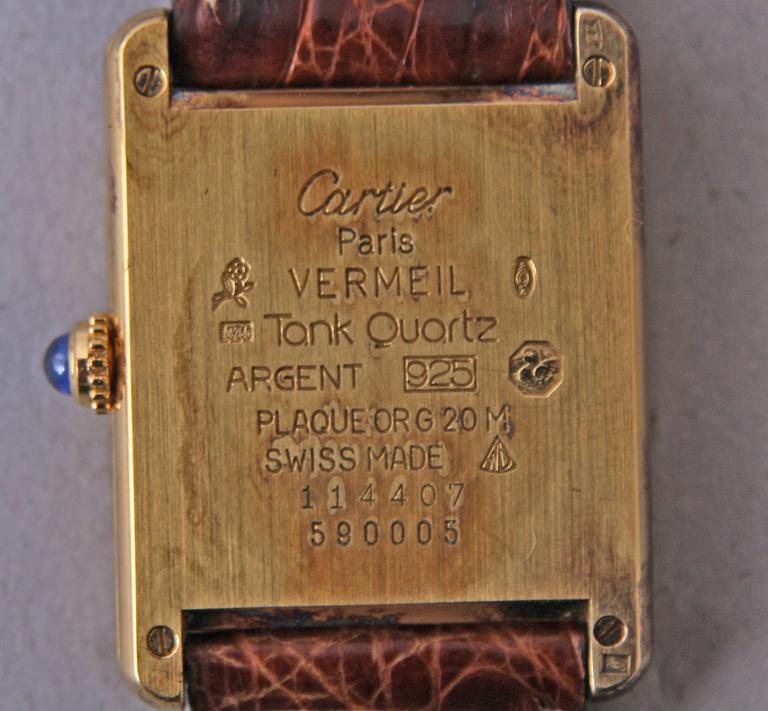 Cartier
Paris
VERMEIL
Tank Quartz
ARGENT 925
PLAQUE OR G 20 M
SWISS MADE
114407
590005